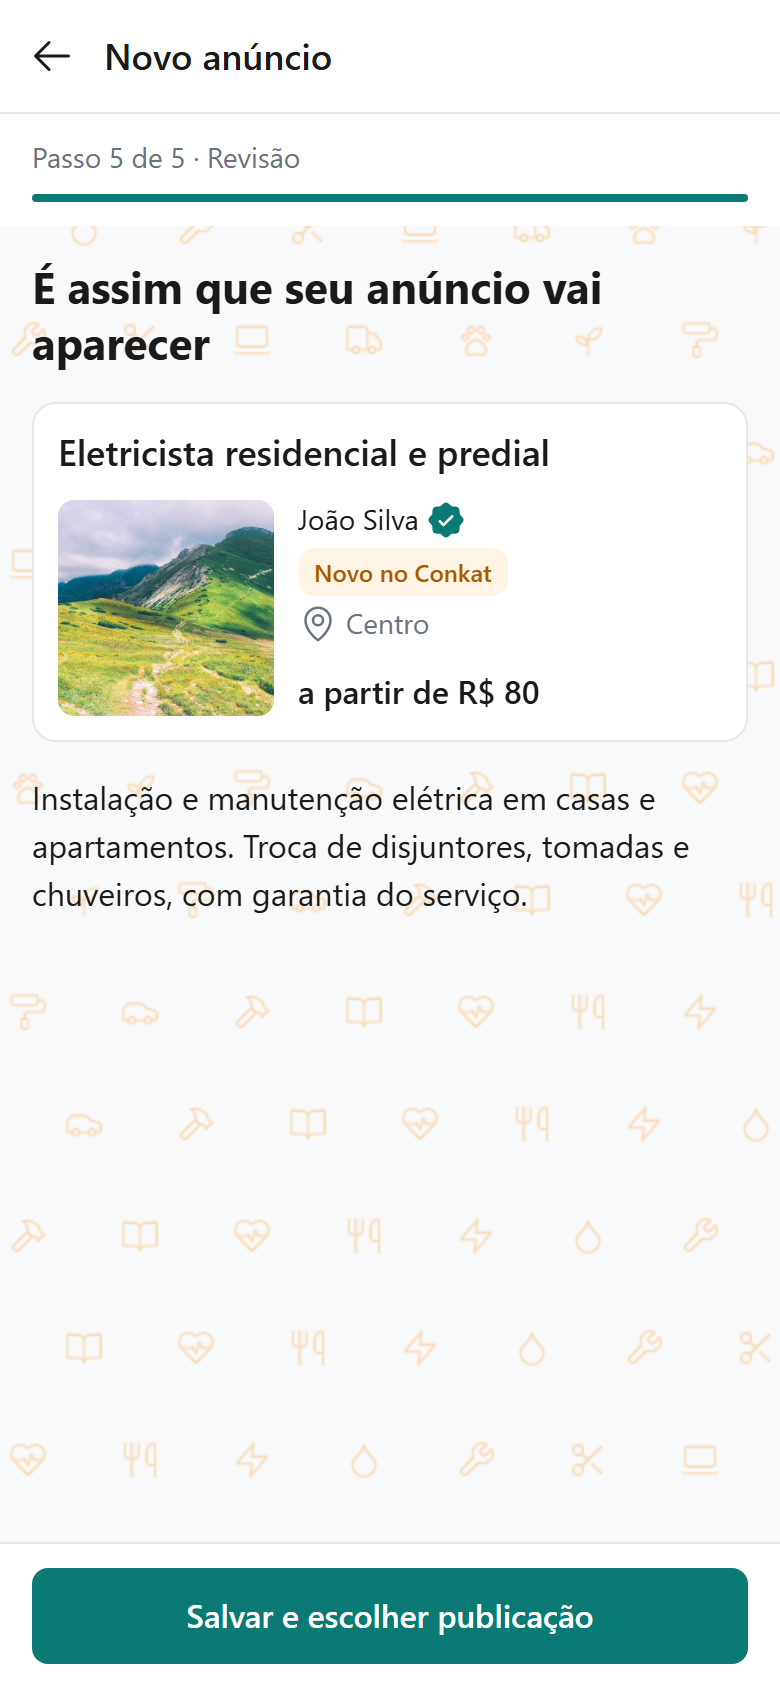 Novo anúncio
Passo 5 de 5 · Revisão
É assim que seu anúncio vai
aparecer
Eletricista residencial e predial
João Silva
Novo no Conkat
Centro
a partir de R$ 80
Instalação e manutenção elétrica em casas e
apartamentos. Troca de disjuntores, tomadas e
chuveiros, com garantia do serviço.
Salvar e escolher publicação